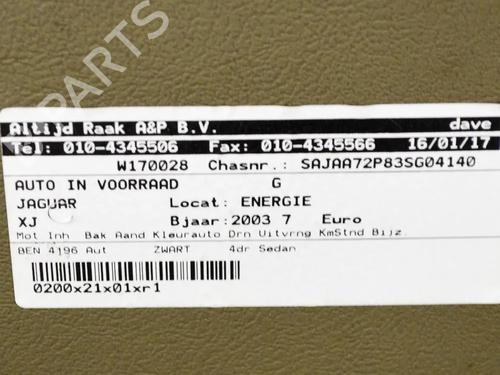 B-PARTS
Altijd Raak A&P B.V. dave
Tel: 010-4345506 Fax: 010-4345566 16/01/17
W170028 Chasnr.: SAJAA72P83SG04140
AUTO IN VOORRAAD G
JAGUAR Locat: ENERGIE
XJ Bjaar: 2003 7 Euro
Mot Inh Bak Aand Kleurauto Drn Uitvrng KmStnd Bijz.
BEN 4196 Aut ZWART 4dr Sedan
0200x21x01xr1